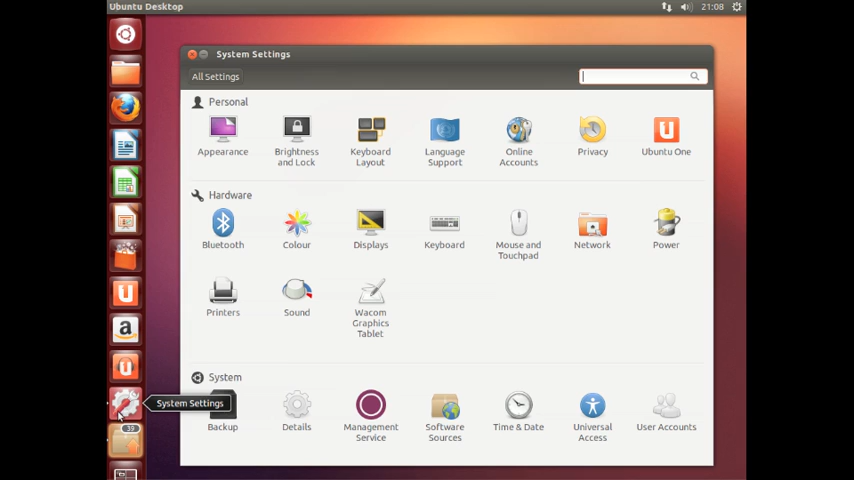 Ubuntu Desktop
21:08
System Settings
All Settings
Personal
Appearance
Brightness
and Lock
Keyboard
Layout
Language
Support
Online
Accounts
Privacy
Ubuntu One
Hardware
Bluetooth
Colour
Displays
Keyboard
Mouse and
Touchpad
Network
Power
Printers
Sound
Wacom
Graphics
Tablet
System
System Settings
Backup
Details
Management
Service
Software
Sources
Time & Date
Universal
Access
User Accounts
39